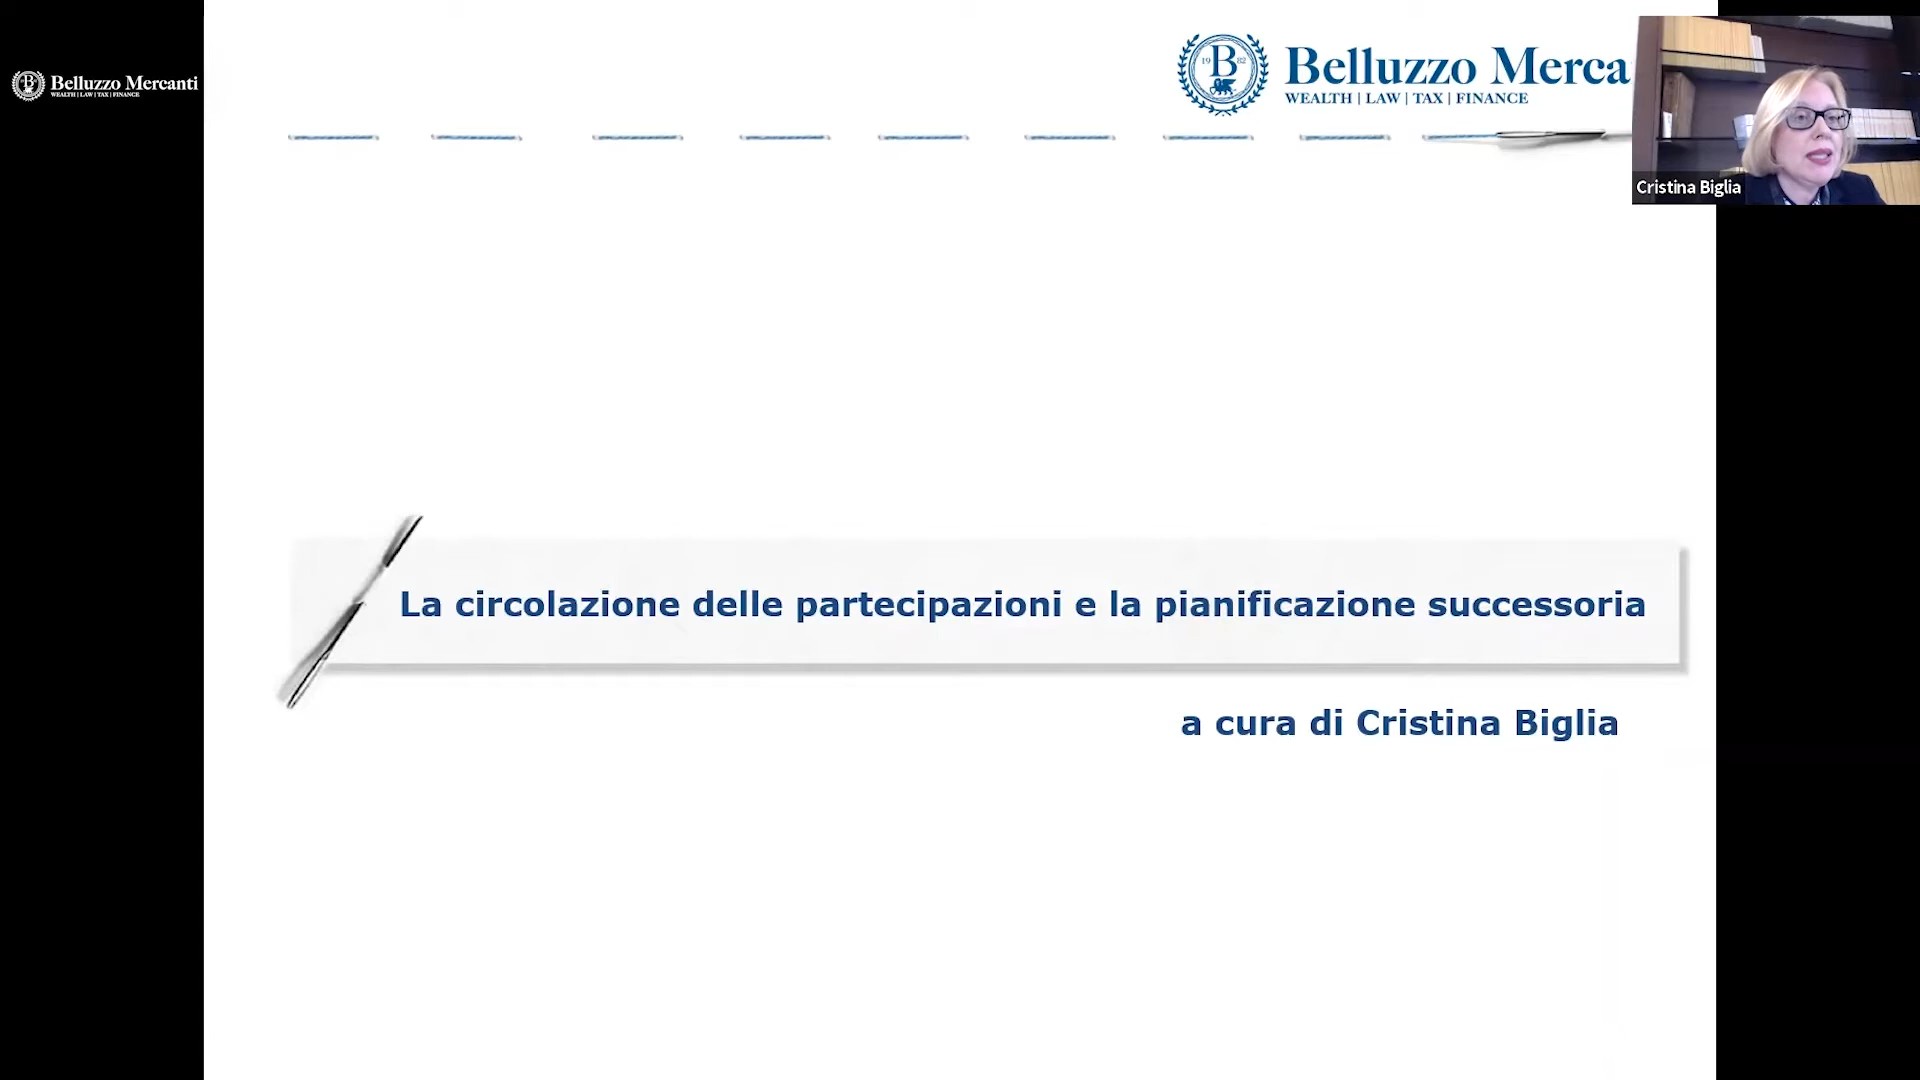 Belluzzo Mercanti
WEALTH | LAW | TAX | FINANCE
1982
B
Belluzzo Merca
WEALTH | LAW | TAX | FINANCE
Cristina Biglia
La circolazione delle partecipazioni e la pianificazione successoria
a cura di Cristina Biglia